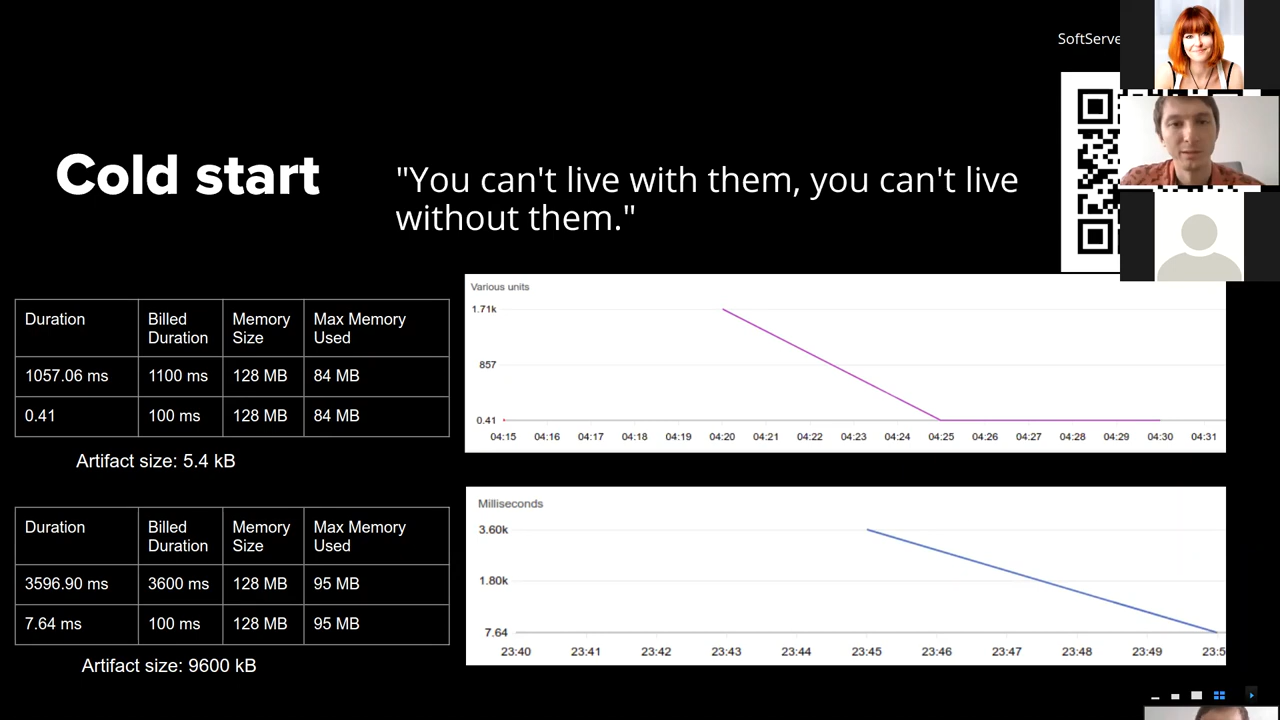 SoftServe
Cold start
"You can't live with them, you can't live
without them."
Duration Billed Duration Memory Size Max Memory Used
1057.06 ms 1100 ms 128 MB 84 MB
0.41 100 ms 128 MB 84 MB
Artifact size: 5.4 kB
Various units
1.71k
857
0.41
04:15 04:16 04:17 04:18 04:19 04:20 04:21 04:22 04:23 04:24 04:25 04:26 04:27 04:28 04:29 04:30 04:31
Duration Billed Duration Memory Size Max Memory Used
3596.90 ms 3600 ms 128 MB 95 MB
7.64 ms 100 ms 128 MB 95 MB
Artifact size: 9600 kB
Milliseconds
3.60k
1.80k
7.64
23:40 23:41 23:42 23:43 23:44 23:45 23:46 23:47 23:48 23:49 23:5